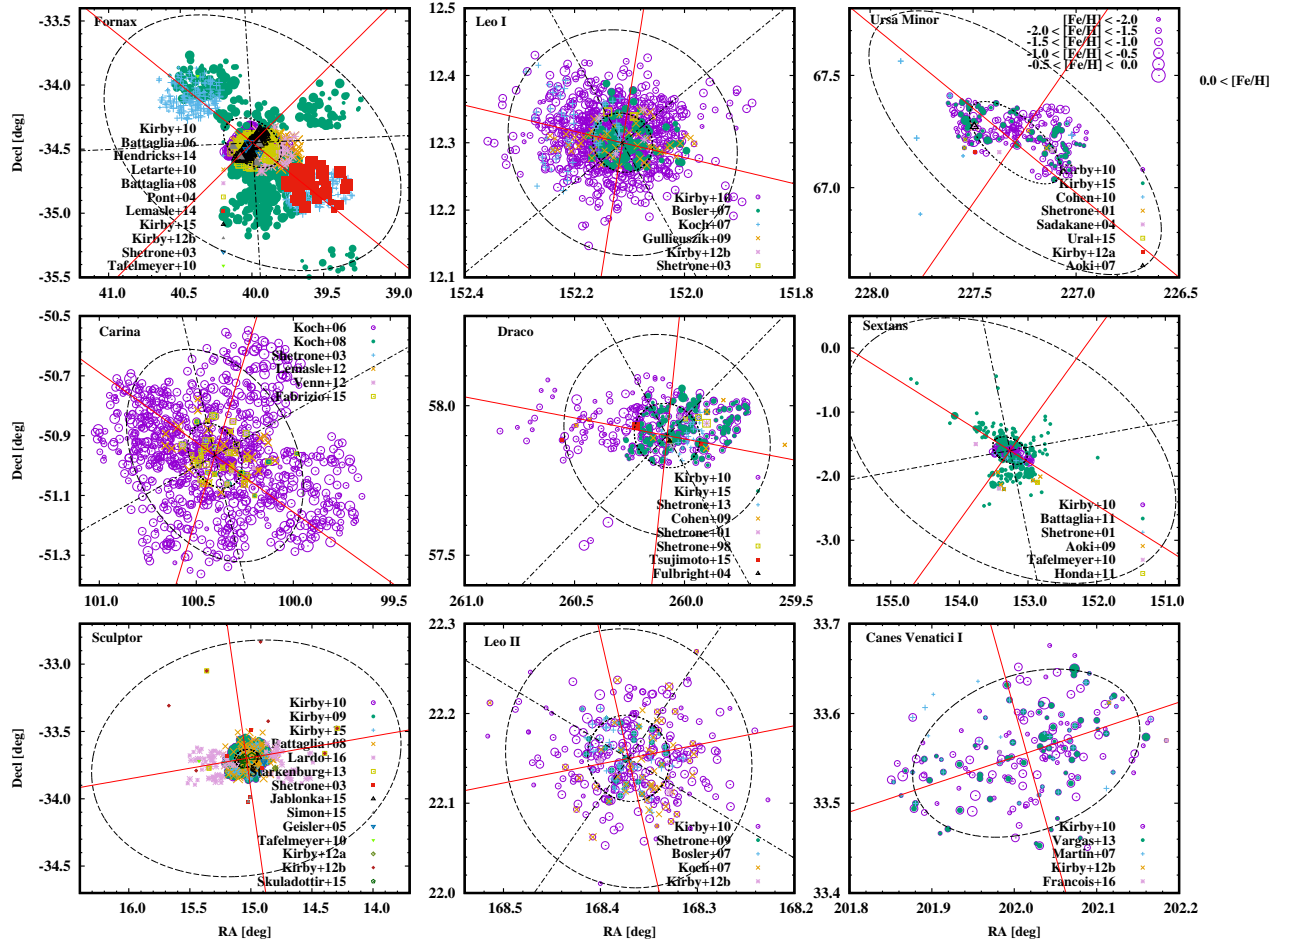 Fornax
Kirby+10
Battaglia+06
Hendricks+14
Letarte+10
Battaglia+08
Pont+04
Lemasle+14
Kirby+15
Kirby+12b
Shetrone+03
Tafelmeyer+10
-33.5
-34.0
-34.5
-35.0
-35.5
41.0
40.5
40.0
39.5
39.0
Decl [deg]
Leo I
Kirby+10
Bosler+07
Koch+07
Gullieuszik+09
Kirby+12b
Shetrone+03
12.5
12.4
12.3
12.2
12.1
152.4
152.2
152.0
151.8
Ursa Minor
[Fe/H] < -2.0
-2.0 < [Fe/H] < -1.5
-1.5 < [Fe/H] < -1.0
-1.0 < [Fe/H] < -0.5
-0.5 < [Fe/H] < 0.0
0.0 < [Fe/H]
Kirby+10
Kirby+15
Cohen+10
Shetrone+01
Sadakane+04
Ural+15
Kirby+12a
Aoki+07
67.5
67.0
228.0
227.5
227.0
226.5
Carina
Koch+06
Koch+08
Shetrone+03
Lemasle+12
Venn+12
Fabrizio+15
-50.5
-50.7
-50.9
-51.1
-51.3
101.0
100.5
100.0
99.5
Decl [deg]
Draco
Kirby+10
Kirby+15
Shetrone+13
Cohen+09
Shetrone+01
Shetrone+98
Tsujimoto+15
Fulbright+04
58.0
57.5
261.0
260.5
260.0
259.5
Sextans
Kirby+10
Battaglia+11
Shetrone+01
Aoki+09
Tafelmeyer+10
Honda+11
0.0
-1.0
-2.0
-3.0
155.0
154.0
153.0
152.0
151.0
Sculptor
Kirby+10
Kirby+09
Kirby+15
Battaglia+08
Lardo+16
Starkenburg+13
Shetrone+03
Jablonka+15
Simon+15
Geisler+05
Tafelmeyer+10
Kirby+12a
Kirby+12b
Skuladottir+15
-33.0
-33.5
-34.0
-34.5
16.0
15.5
15.0
14.5
14.0
Decl [deg]
RA [deg]
Leo II
Kirby+10
Shetrone+09
Bosler+07
Koch+07
Kirby+12b
22.3
22.2
22.1
22.0
168.5
168.4
168.3
168.2
RA [deg]
Canes Venatici I
Kirby+10
Vargas+13
Martin+07
Kirby+12b
Francois+16
33.7
33.6
33.5
33.4
201.8
201.9
202.0
202.1
202.2
RA [deg]